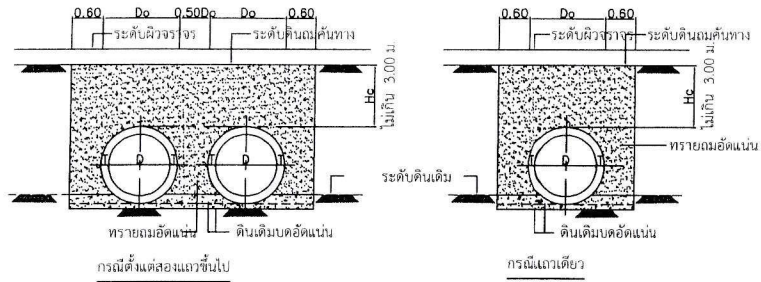 0.60 Do 0.50Do Do 0.60
ระดับผิวจราจร ระดับดินถมคันทาง
Hc
ไม่เกิน 3.00 ม.
T D T T D T
ทรายถมอัดแน่น ดินเดิมบดอัดแน่น
กรณีตั้งแต่สองแถวขึ้นไป
0.60 Do 0.60
ระดับผิวจราจร ระดับดินถมคันทาง
Hc
ไม่เกิน 3.00 ม.
ทรายถมอัดแน่น
T D T
ระดับดินเดิม
ดินเดิมบดอัดแน่น
กรณีแถวเดียว